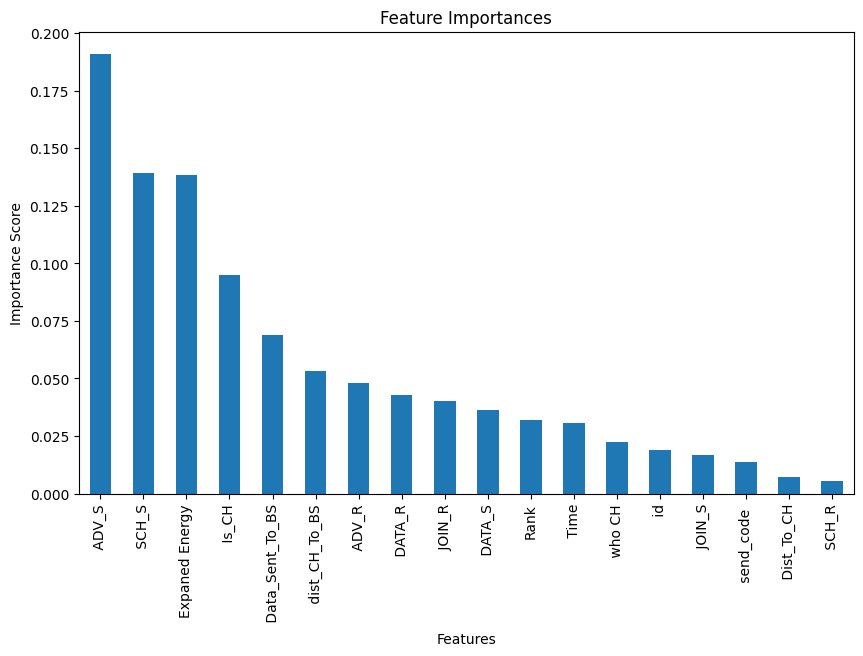 Feature Importances
Importance Score
0.200
0.175
0.150
0.125
0.100
0.075
0.050
0.025
0.000
ADV_S
SCH_S
Expaned Energy
Is_CH
Data_Sent_To_BS
dist_CH_To_BS
ADV_R
DATA_R
JOIN_R
DATA_S
Rank
Time
who CH
id
JOIN_S
send_code
Dist_To_CH
SCH_R
Features